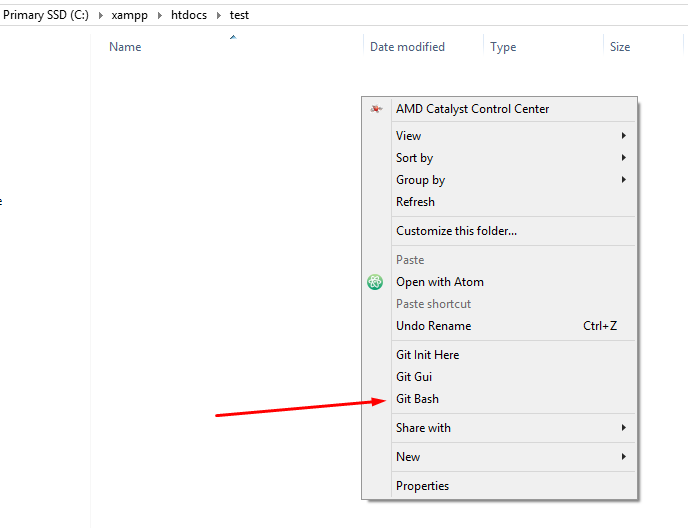 Primary SSD (C:) xampp htdocs test
Name Date modified Type Size
AMD Catalyst Control Center
View
Sort by
Group by
Refresh
Customize this folder...
Paste
Open with Atom
Paste shortcut
Undo Rename Ctrl+Z
Git Init Here
Git Gui
Git Bash
Share with
New
Properties
e